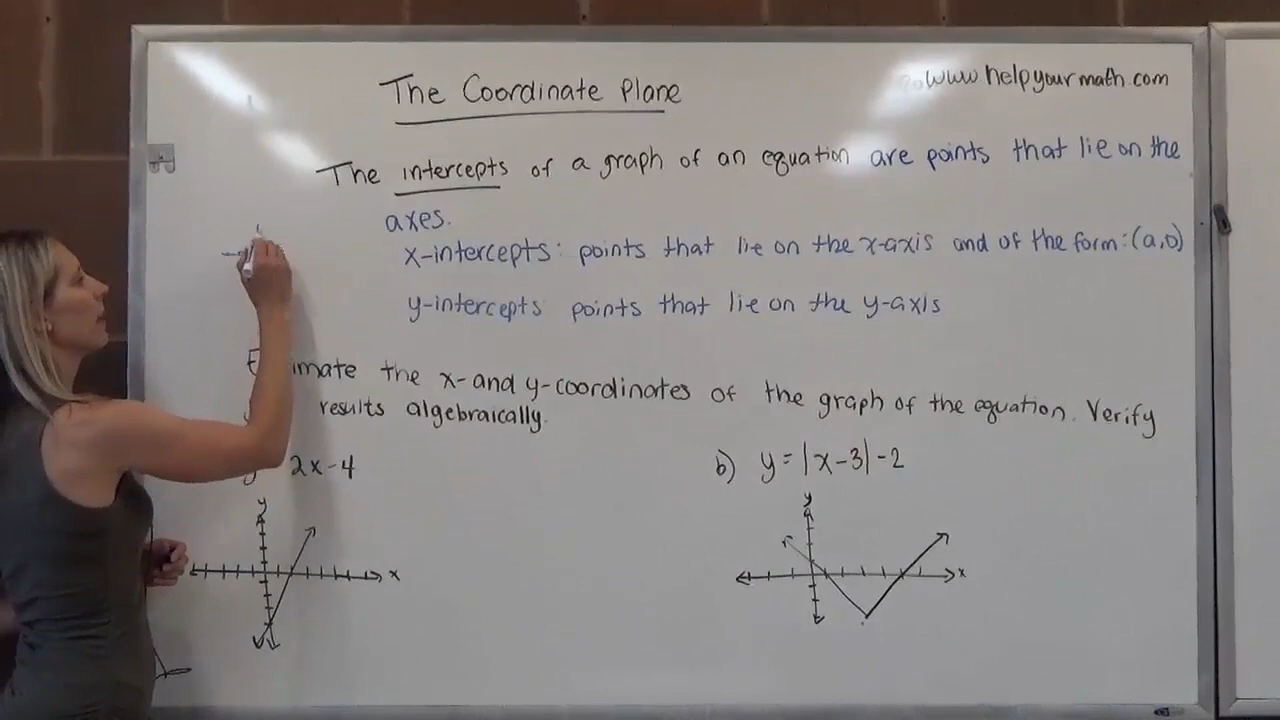 The Coordinate Plane
www.helpyourmath.com
The intercepts of a graph of an equation are points that lie on the
axes.
x-intercepts: points that lie on the x-axis and of the form: (a,0)
y-intercepts points that lie on the y-axis
the x-and y-coordinates of the graph of the equation. Verify
results algebraically.
2x-4
b) y = |x-3| -2
y
x
y
x